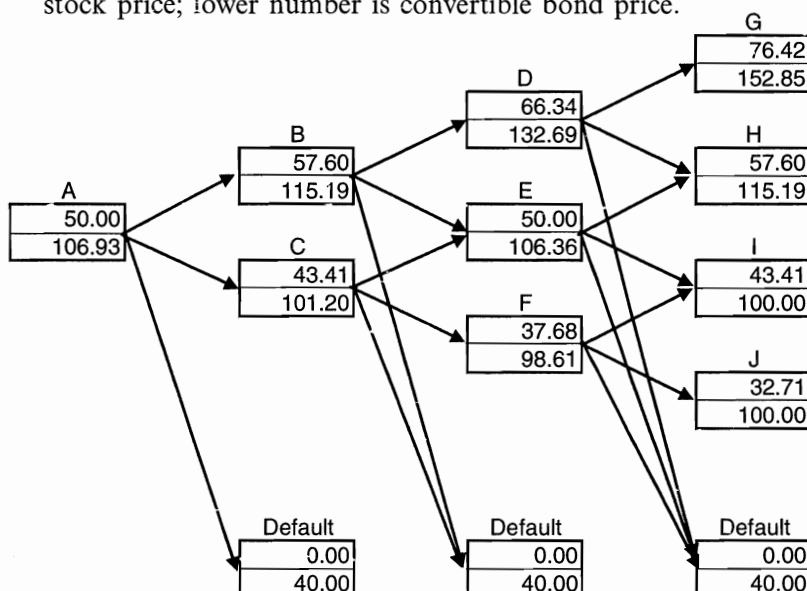 stock price; lower number is convertible bond price.
G
76.42
152.85
D
66.34
132.69
B
57.60
115.19
H
57.60
115.19
A
50.00
106.93
E
50.00
106.36
C
43.41
101.20
I
43.41
100.00
F
37.68
98.61
J
32.71
100.00
Default
0.00
40.00
Default
0.00
40.00
Default
0.00
40.00